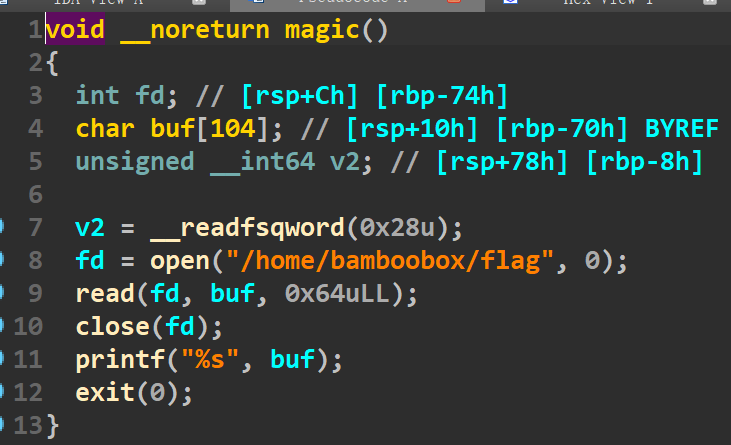 IDA View A
Pseudocode A
Hex View 1
1 void __noreturn magic()
2 {
3 int fd; // [rsp+Ch] [rbp-74h]
4 char buf[104]; // [rsp+10h] [rbp-70h] BYREF
5 unsigned __int64 v2; // [rsp+78h] [rbp-8h]
6
7 v2 = __readfsqword(0x28u);
8 fd = open("/home/bamboobox/flag", 0);
9 read(fd, buf, 0x64uLL);
10 close(fd);
11 printf("%s", buf);
12 exit(0);
13 }